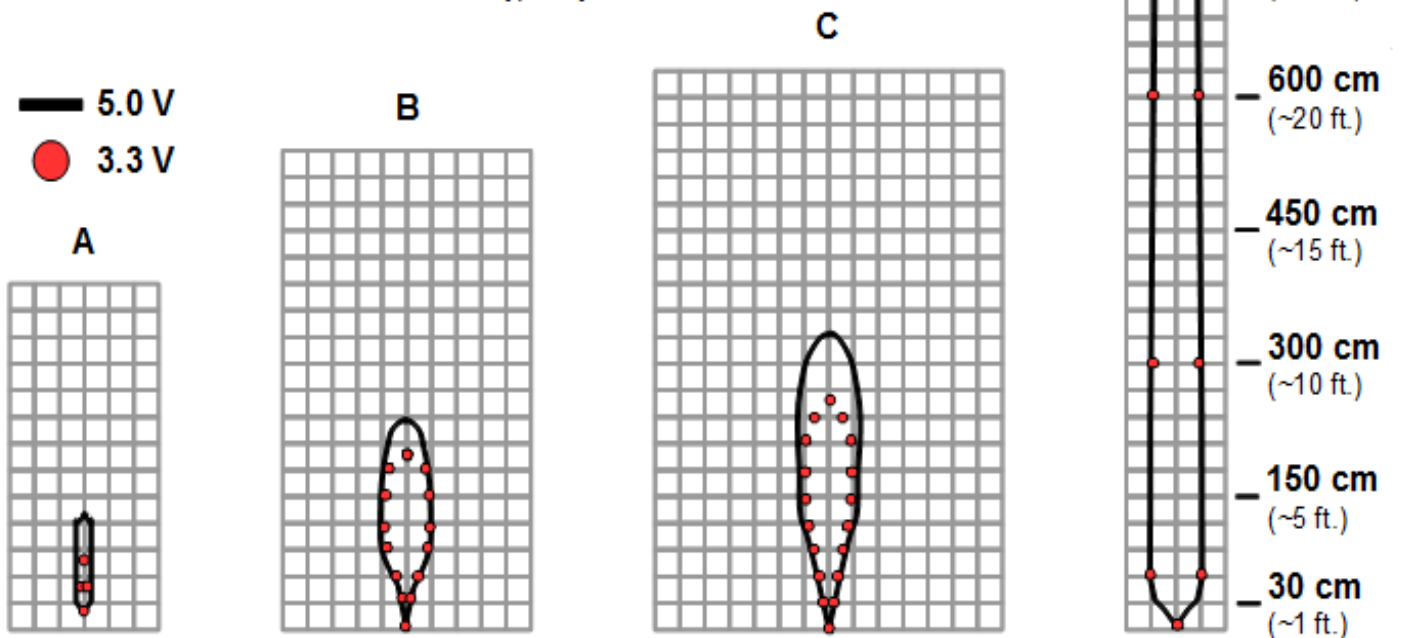 C
600 cm
(~20 ft.)
5.0 V
B
3.3 V
450 cm
(~15 ft.)
A
300 cm
(~10 ft.)
150 cm
(~5 ft.)
30 cm
(~1 ft.)